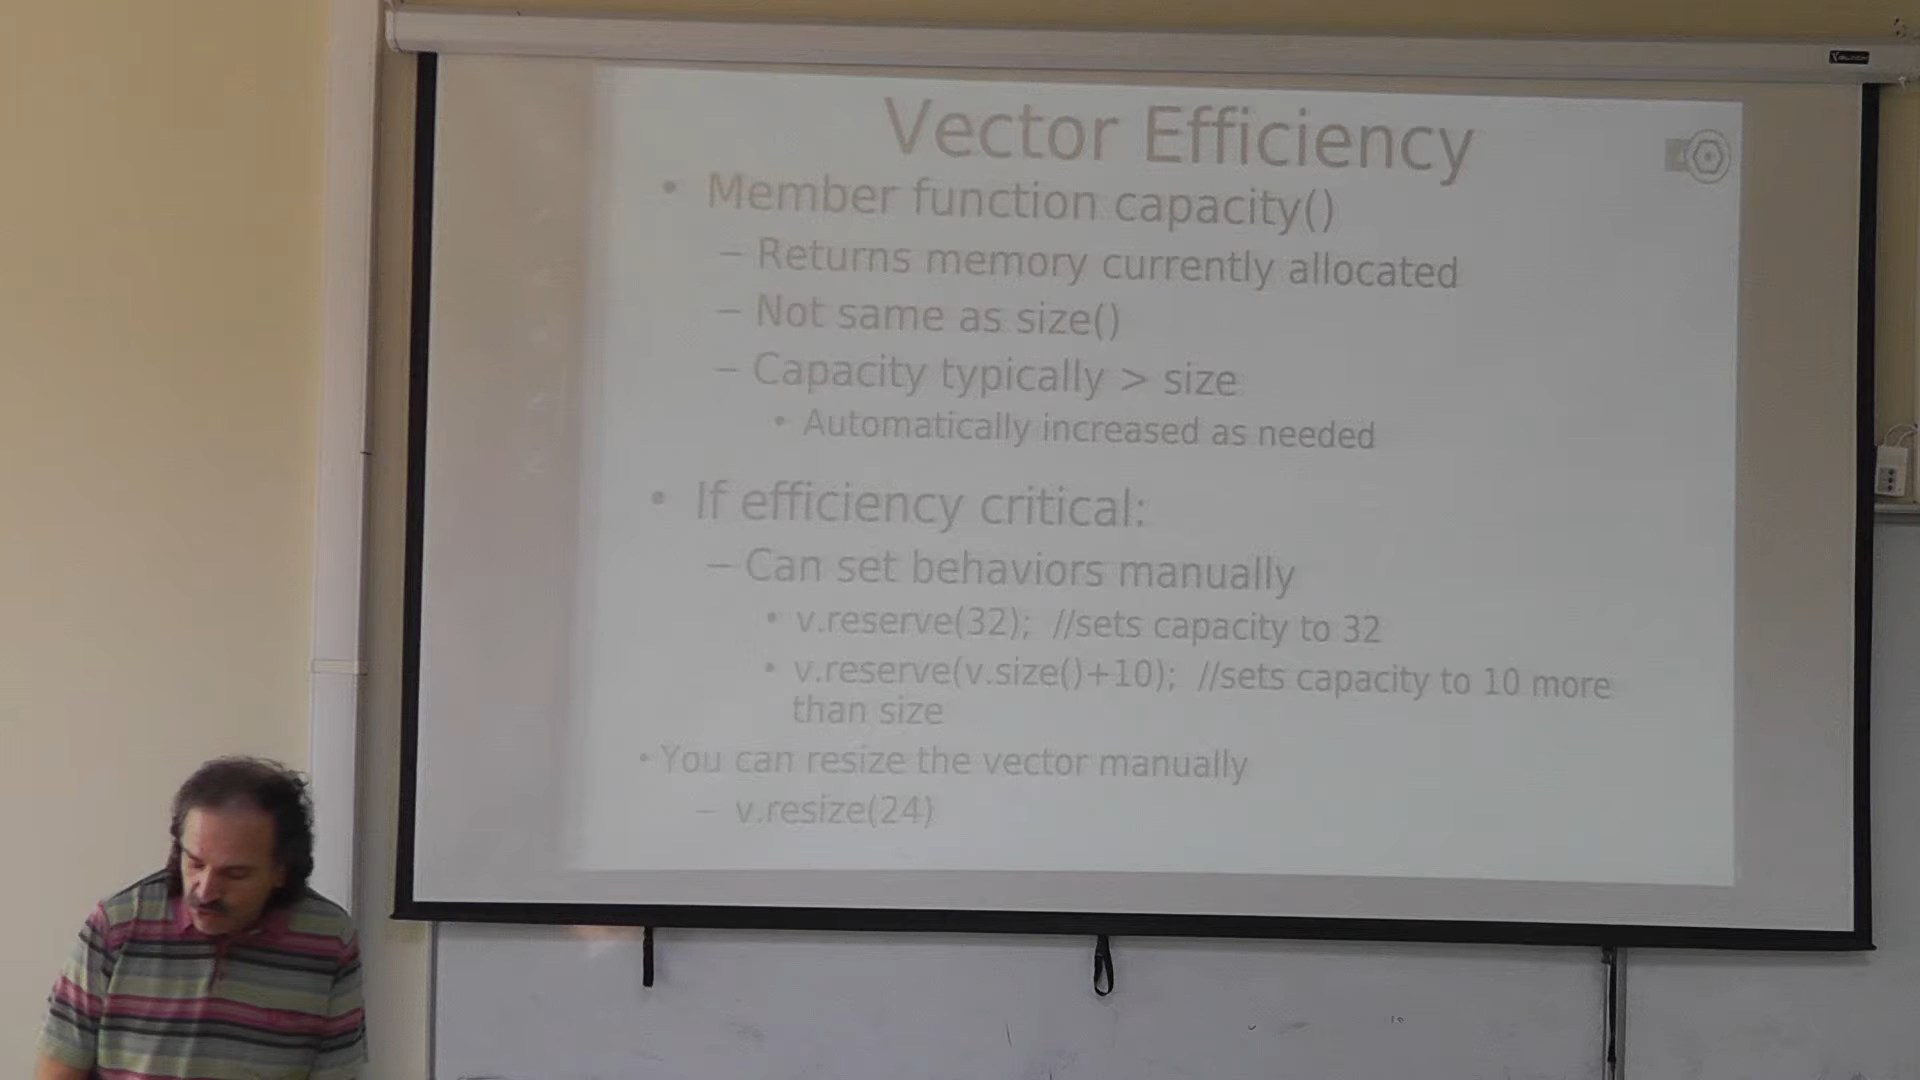 Vector Efficiency
• Member function capacity()
– Returns memory currently allocated
– Not same as size()
– Capacity typically > size
• Automatically increased as needed
• If efficiency critical:
– Can set behaviors manually
• v.reserve(32); //sets capacity to 32
• v.reserve(v.size()+10); //sets capacity to 10 more
than size
• You can resize the vector manually
– v.resize(24)